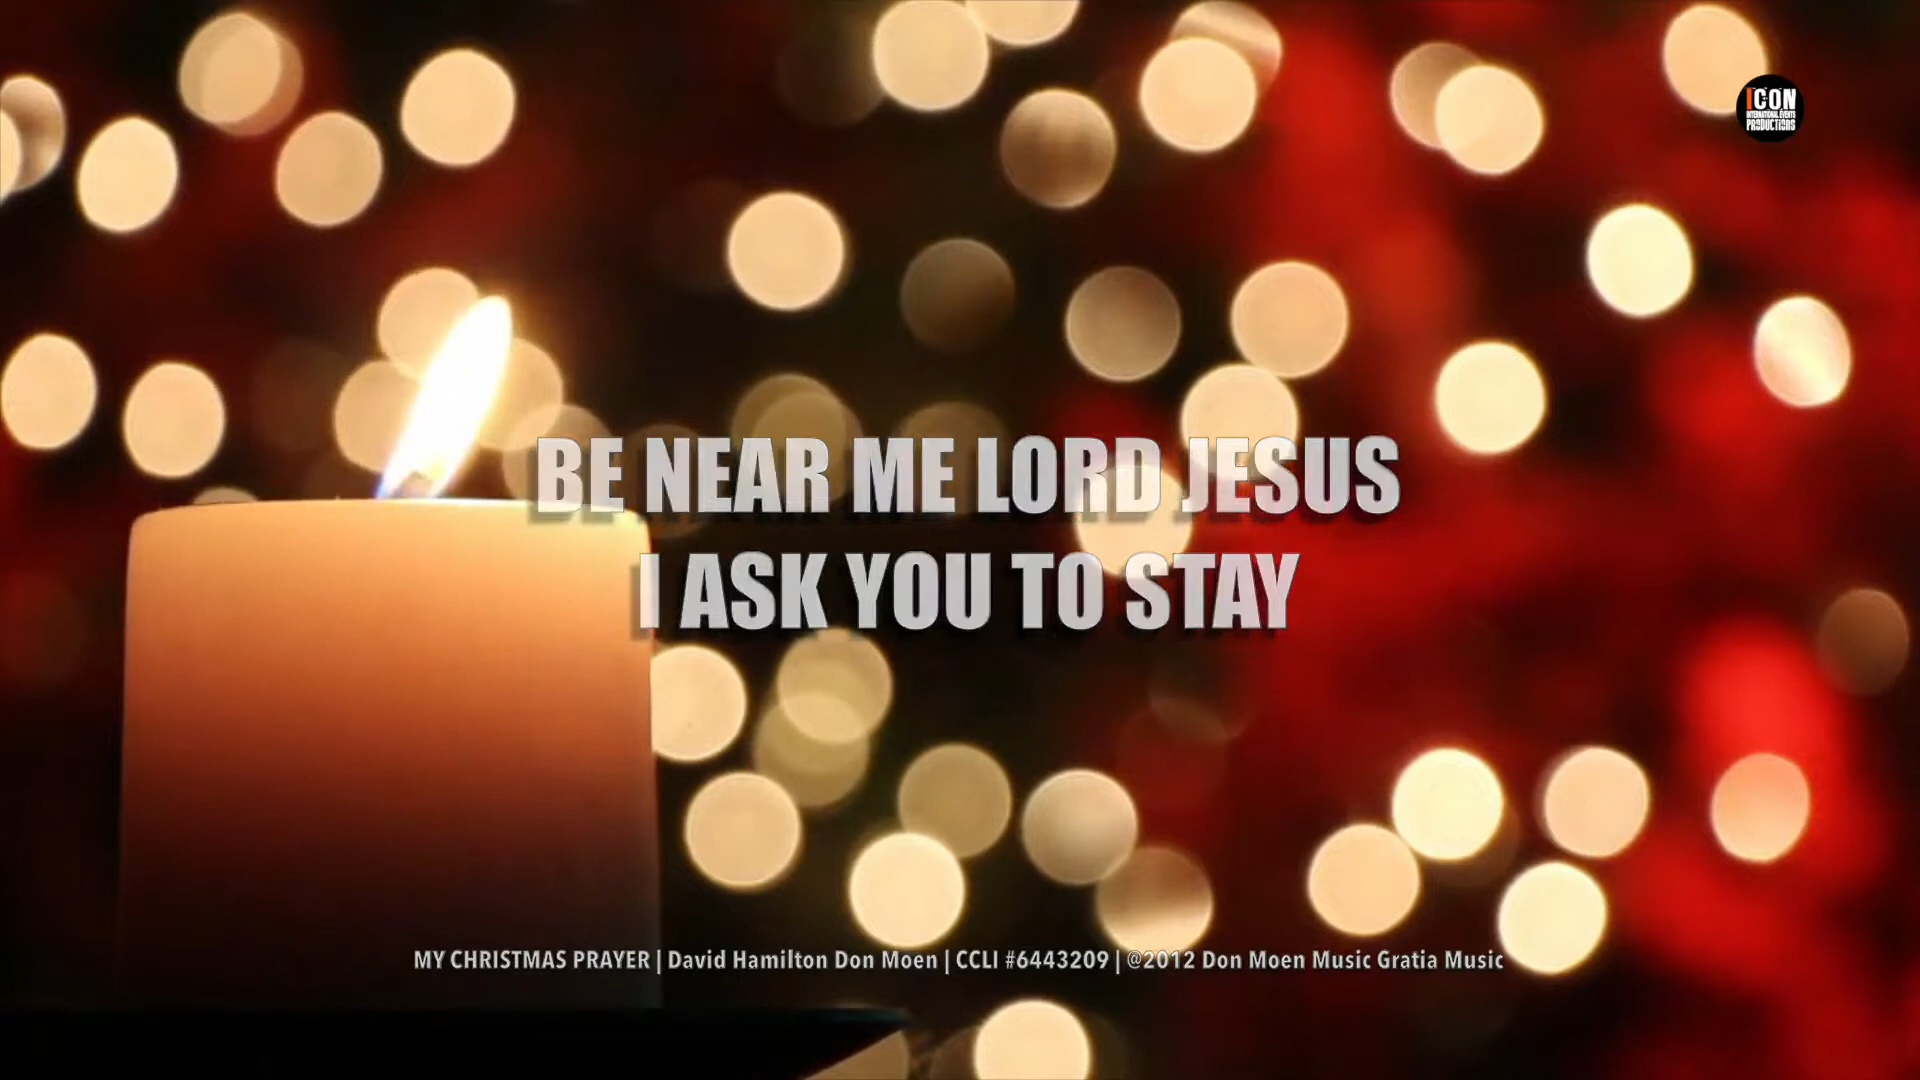 ICON
INTERNATIONAL EVENTS
PRODUCTIONS
BE NEAR ME LORD JESUS
I ASK YOU TO STAY
MY CHRISTMAS PRAYER | David Hamilton Don Moen | CCLI #6443209 | @2012 Don Moen Music Gratia Music